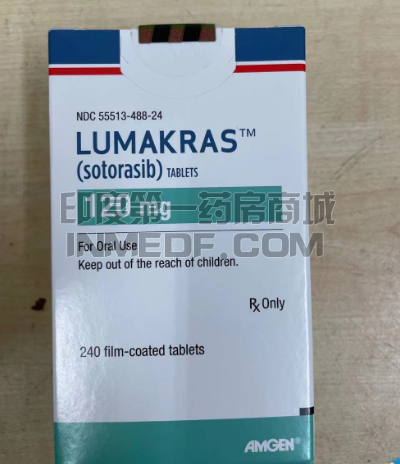 NDC 55513-488-24
LUMAKRAS™
(sotorasib) TABLETS
120 mg
印度第一药房商城
INMEDF.COM
For Oral Use
Keep out of the reach of children.
Rx Only
240 film-coated tablets
AMGEN®